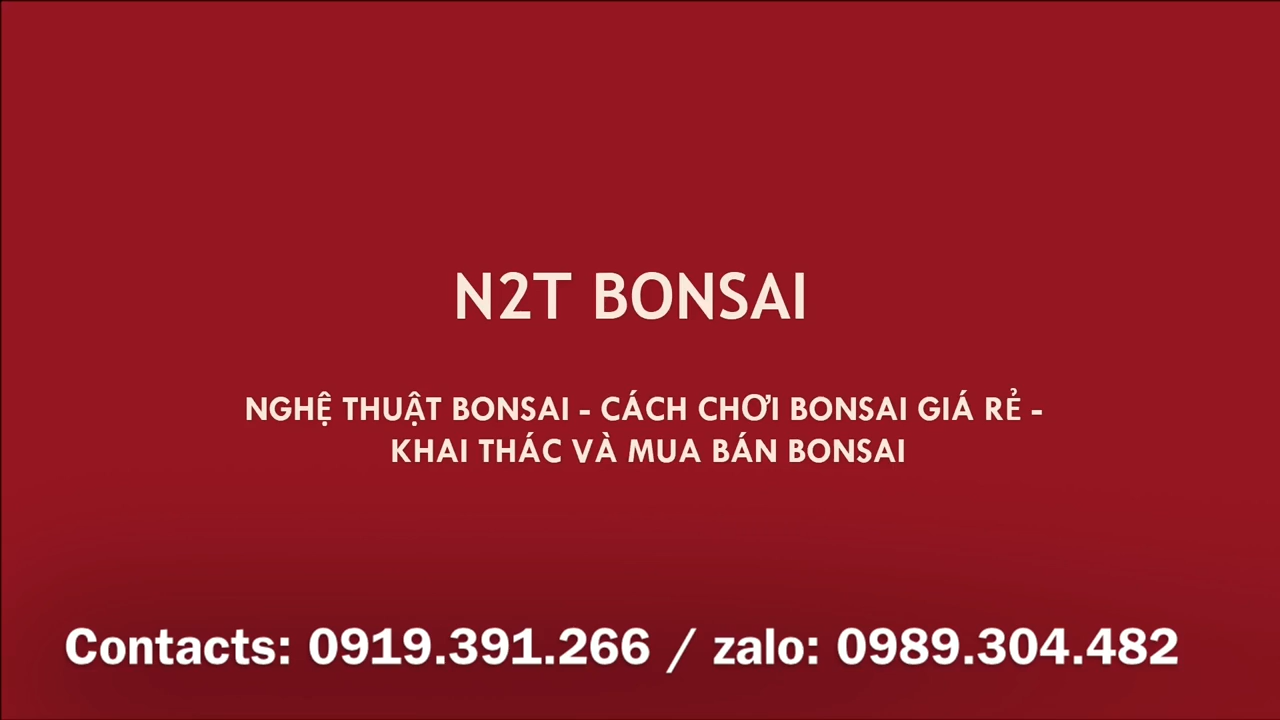 N2T BONSAI
NGHỆ THUẬT BONSAI - CÁCH CHƠI BONSAI GIÁ RẺ -
KHAI THÁC VÀ MUA BÁN BONSAI
Contacts: 0919.391.266 / zalo: 0989.304.482